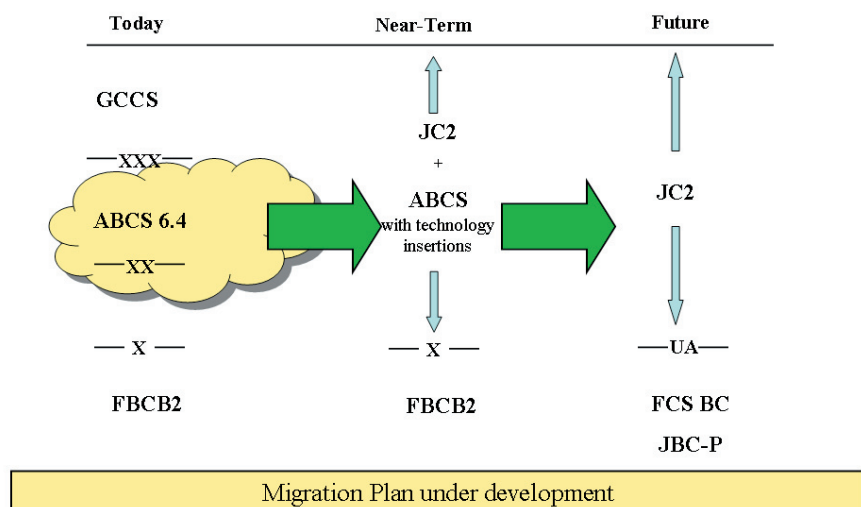 Today
GCCS
XXX
ABCS 6.4
XX
X
FBCB2
Near-Term
JC2
+
ABCS
with technology
insertions
X
FBCB2
Future
JC2
UA
FCS BC
JBC-P
Migration Plan under development